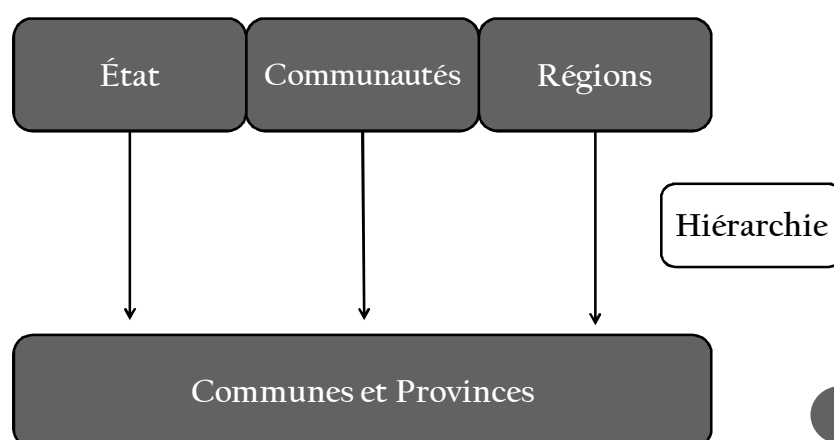 État
Communautés
Régions
Hiérarchie
Communes et Provinces